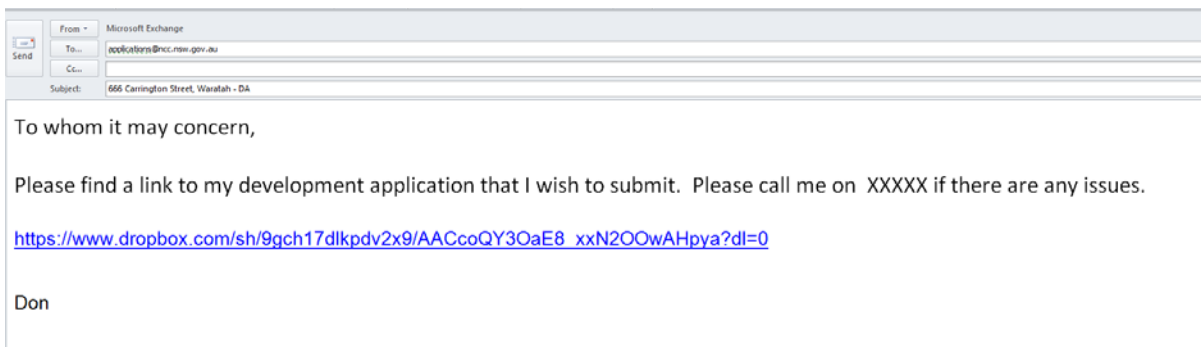 From
Microsoft Exchange
Send
To...
applications@ncc.nsw.gov.au
Cc...
Subject:
666 Carrington Street, Waratah - DA
To whom it may concern,
Please find a link to my development application that I wish to submit.  Please call me on  XXXXX if there are any issues.
https://www.dropbox.com/sh/9gch17dlkpdv2x9/AACcoQY3OaE8_xxN2OOwAHpya?dl=0
Don